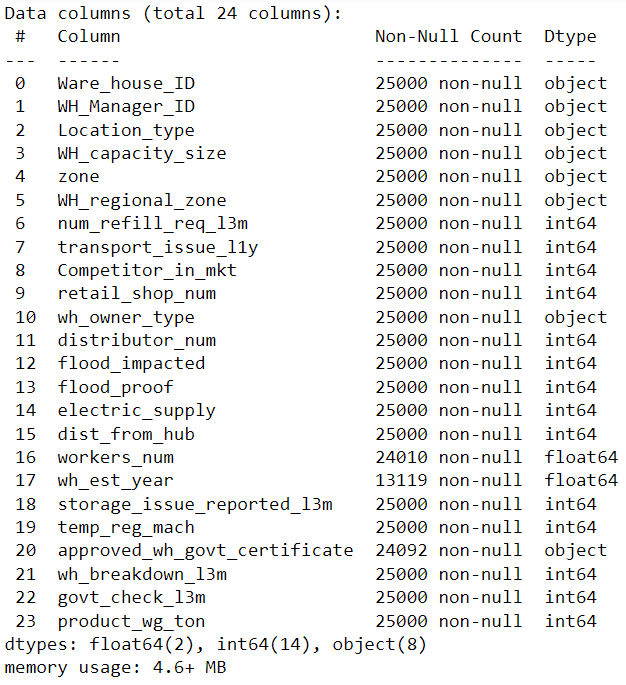 Data columns (total 24 columns):
 #   Column                        Non-Null Count  Dtype
---  ------                        --------------  -----
 0   Ware_house_ID                 25000 non-null  object
 1   WH_Manager_ID                 25000 non-null  object
 2   Location_type                 25000 non-null  object
 3   WH_capacity_size              25000 non-null  object
 4   zone                          25000 non-null  object
 5   WH_regional_zone              25000 non-null  object
 6   num_refill_req_l3m            25000 non-null  int64
 7   transport_issue_l1y           25000 non-null  int64
 8   Competitor_in_mkt             25000 non-null  int64
 9   retail_shop_num               25000 non-null  int64
 10  wh_owner_type                 25000 non-null  object
 11  distributor_num               25000 non-null  int64
 12  flood_impacted                25000 non-null  int64
 13  flood_proof                   25000 non-null  int64
 14  electric_supply               25000 non-null  int64
 15  dist_from_hub                 25000 non-null  int64
 16  workers_num                   24010 non-null  float64
 17  wh_est_year                   13119 non-null  float64
 18  storage_issue_reported_l3m    25000 non-null  int64
 19  temp_reg_mach                 25000 non-null  int64
 20  approved_wh_govt_certificate  24092 non-null  object
 21  wh_breakdown_l3m              25000 non-null  int64
 22  govt_check_l3m                25000 non-null  int64
 23  product_wg_ton                25000 non-null  int64
dtypes: float64(2), int64(14), object(8)
memory usage: 4.6+ MB